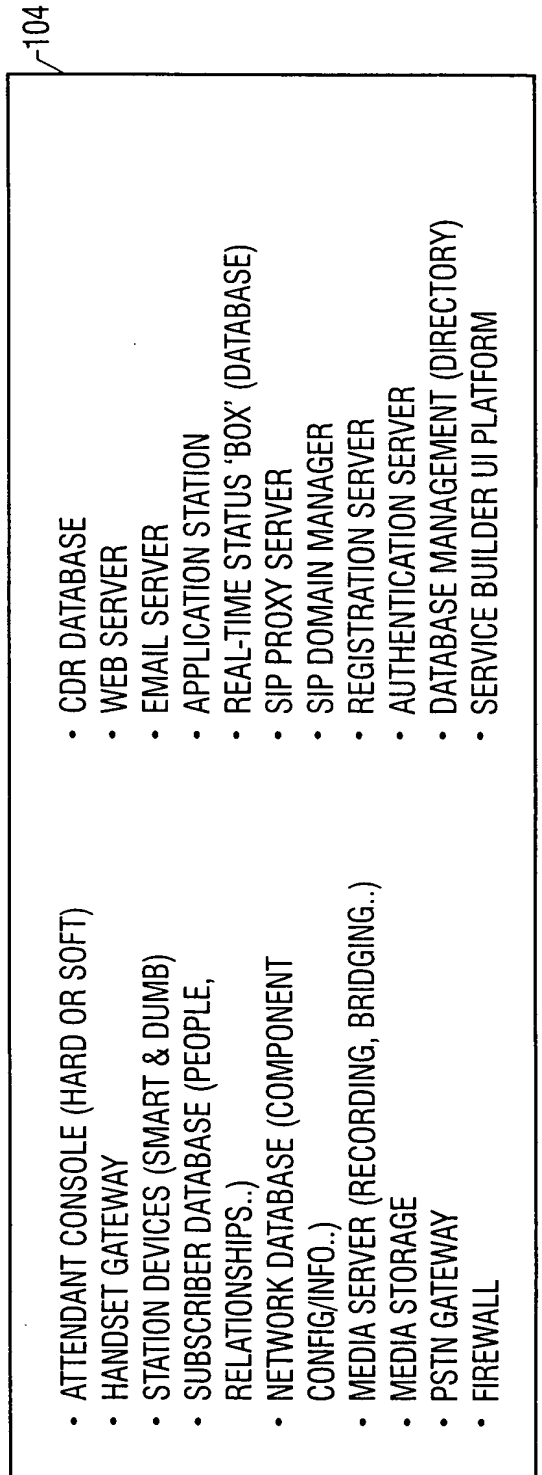 104
• ATTENDANT CONSOLE (HARD OR SOFT)
• HANDSET GATEWAY
• STATION DEVICES (SMART & DUMB)
• SUBSCRIBER DATABASE (PEOPLE,
RELATIONSHIPS..)
• NETWORK DATABASE (COMPONENT
CONFIG/INFO..)
• MEDIA SERVER (RECORDING, BRIDGING..)
• MEDIA STORAGE
• PSTN GATEWAY
• FIREWALL
• CDR DATABASE
• WEB SERVER
• EMAIL SERVER
• APPLICATION STATION
• REAL-TIME STATUS 'BOX' (DATABASE)
• SIP PROXY SERVER
• SIP DOMAIN MANAGER
• REGISTRATION SERVER
• AUTHENTICATION SERVER
• DATABASE MANAGEMENT (DIRECTORY)
• SERVICE BUILDER UI PLATFORM